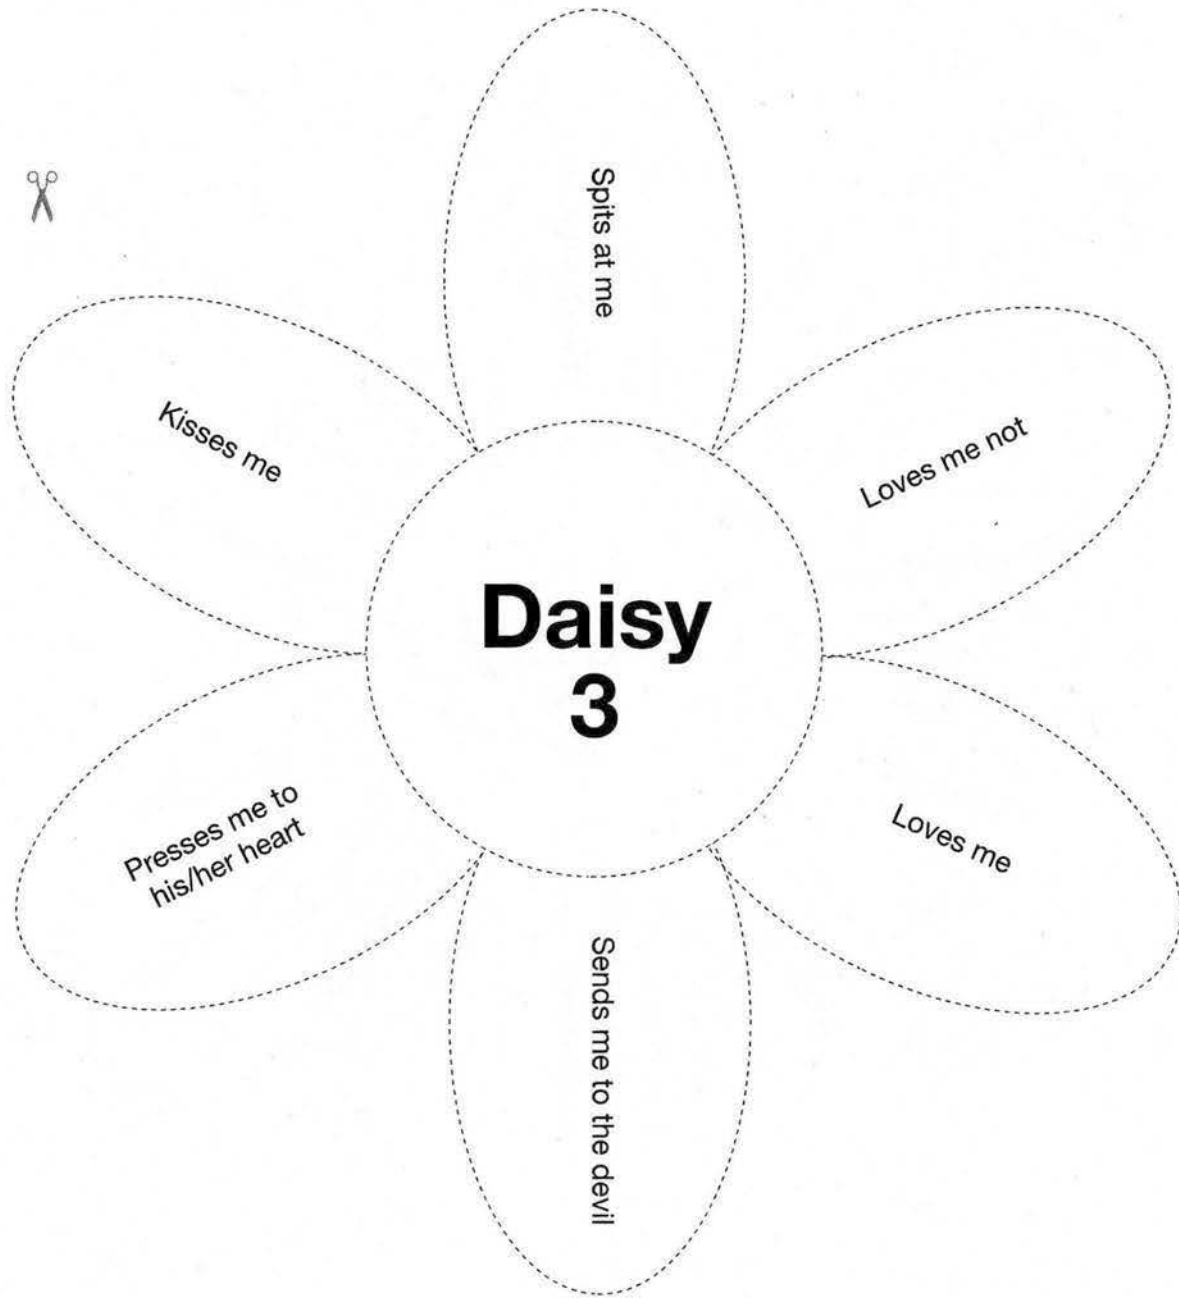 Spits at me
Loves me not
Kisses me
Daisy
3
Presses me to
his/her heart
Loves me
Sends me to the devil